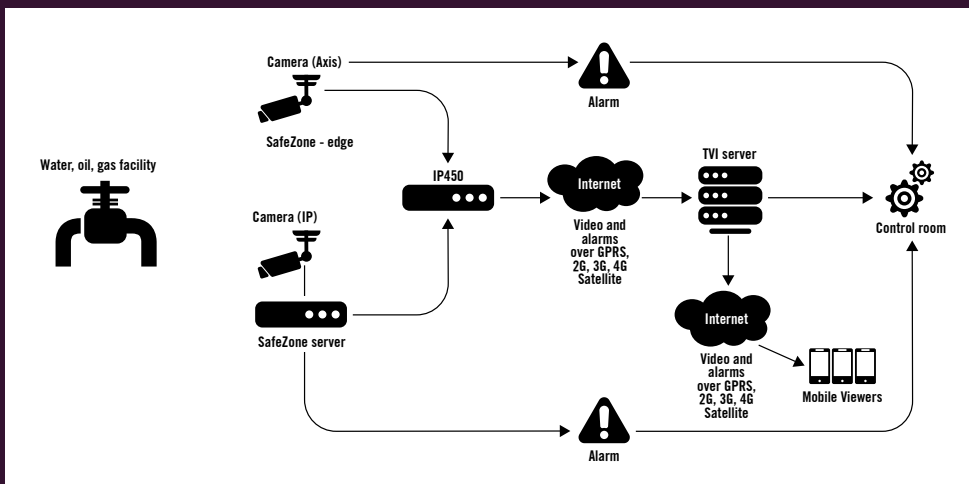 Camera (Axis)
Alarm
SafeZone - edge
Water, oil, gas facility
IP450
Internet
TVI server
Camera (IP)
Video and
alarms
over GPRS,
2G, 3G, 4G
Satellite
Control room
SafeZone server
Internet
Video and
alarms
over GPRS,
2G, 3G, 4G
Satellite
Mobile Viewers
Alarm